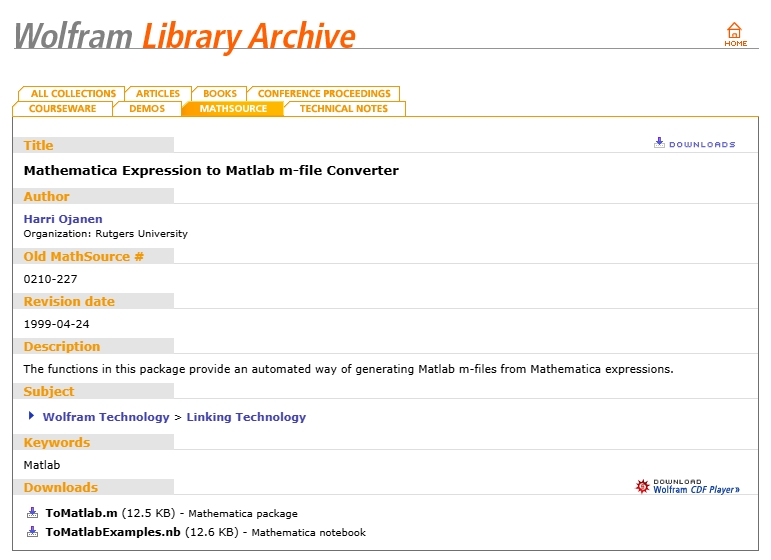 Wolfram Library Archive
HOME
ALL COLLECTIONS ARTICLES BOOKS CONFERENCE PROCEEDINGS
COURSEWARE DEMOS MATHSOURCE TECHNICAL NOTES
Title
DOWNLOADS
Mathematica Expression to Matlab m-file Converter
Author
Harri Ojanen
Organization: Rutgers University
Old MathSource #
0210-227
Revision date
1999-04-24
Description
The functions in this package provide an automated way of generating Matlab m-files from Mathematica expressions.
Subject
Wolfram Technology > Linking Technology
Keywords
Matlab
Downloads
DOWNLOAD
Wolfram CDF Player»
ToMatlab.m (12.5 KB) - Mathematica package
ToMatlabExamples.nb (12.6 KB) - Mathematica notebook